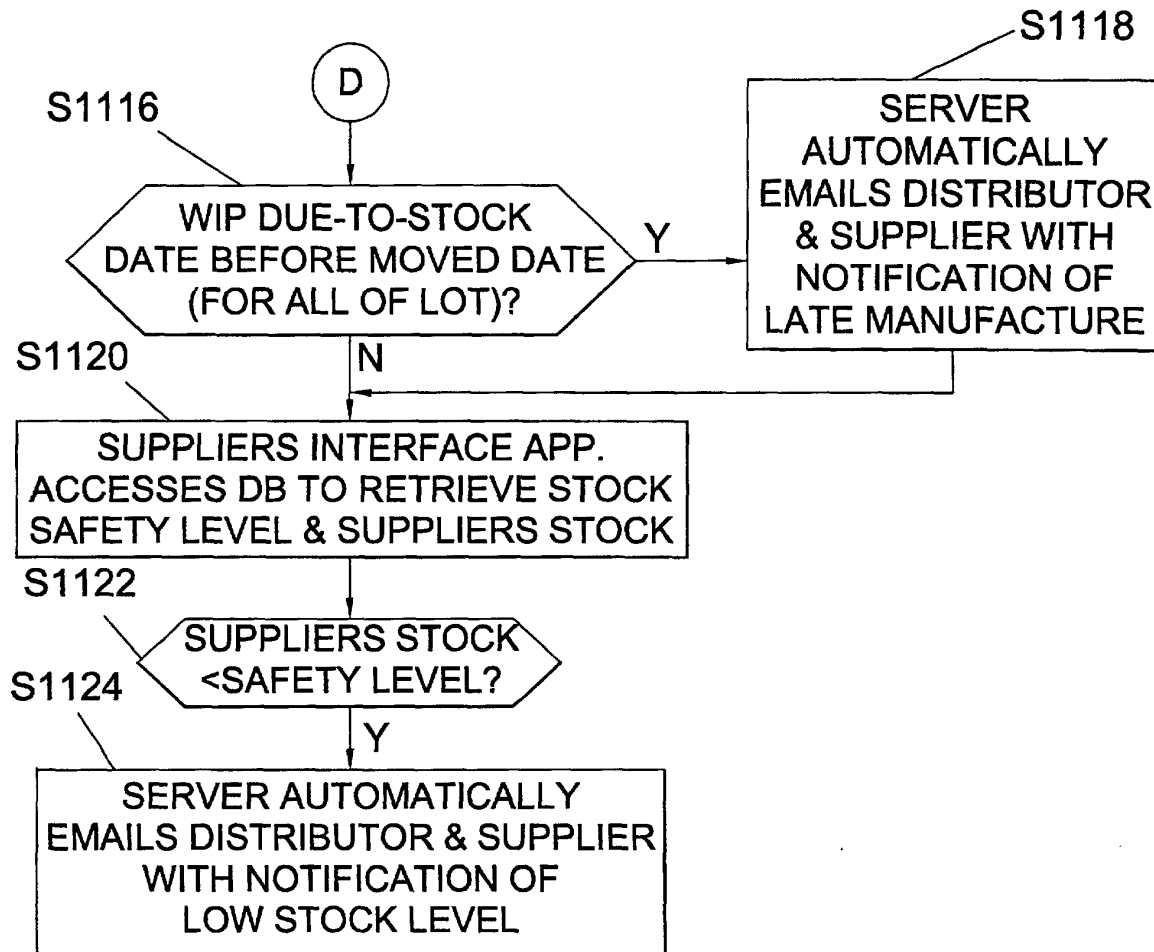 D
S1116
WIP DUE-TO-STOCK
DATE BEFORE MOVED DATE
(FOR ALL OF LOT)?
Y
S1118
SERVER
AUTOMATICALLY
EMAILS DISTRIBUTOR
& SUPPLIER WITH
NOTIFICATION OF
LATE MANUFACTURE
N
S1120
SUPPLIERS INTERFACE APP.
ACCESSES DB TO RETRIEVE STOCK
SAFETY LEVEL & SUPPLIERS STOCK
S1122
SUPPLIERS STOCK
<SAFETY LEVEL?
Y
S1124
SERVER AUTOMATICALLY
EMAILS DISTRIBUTOR & SUPPLIER
WITH NOTIFICATION OF
LOW STOCK LEVEL